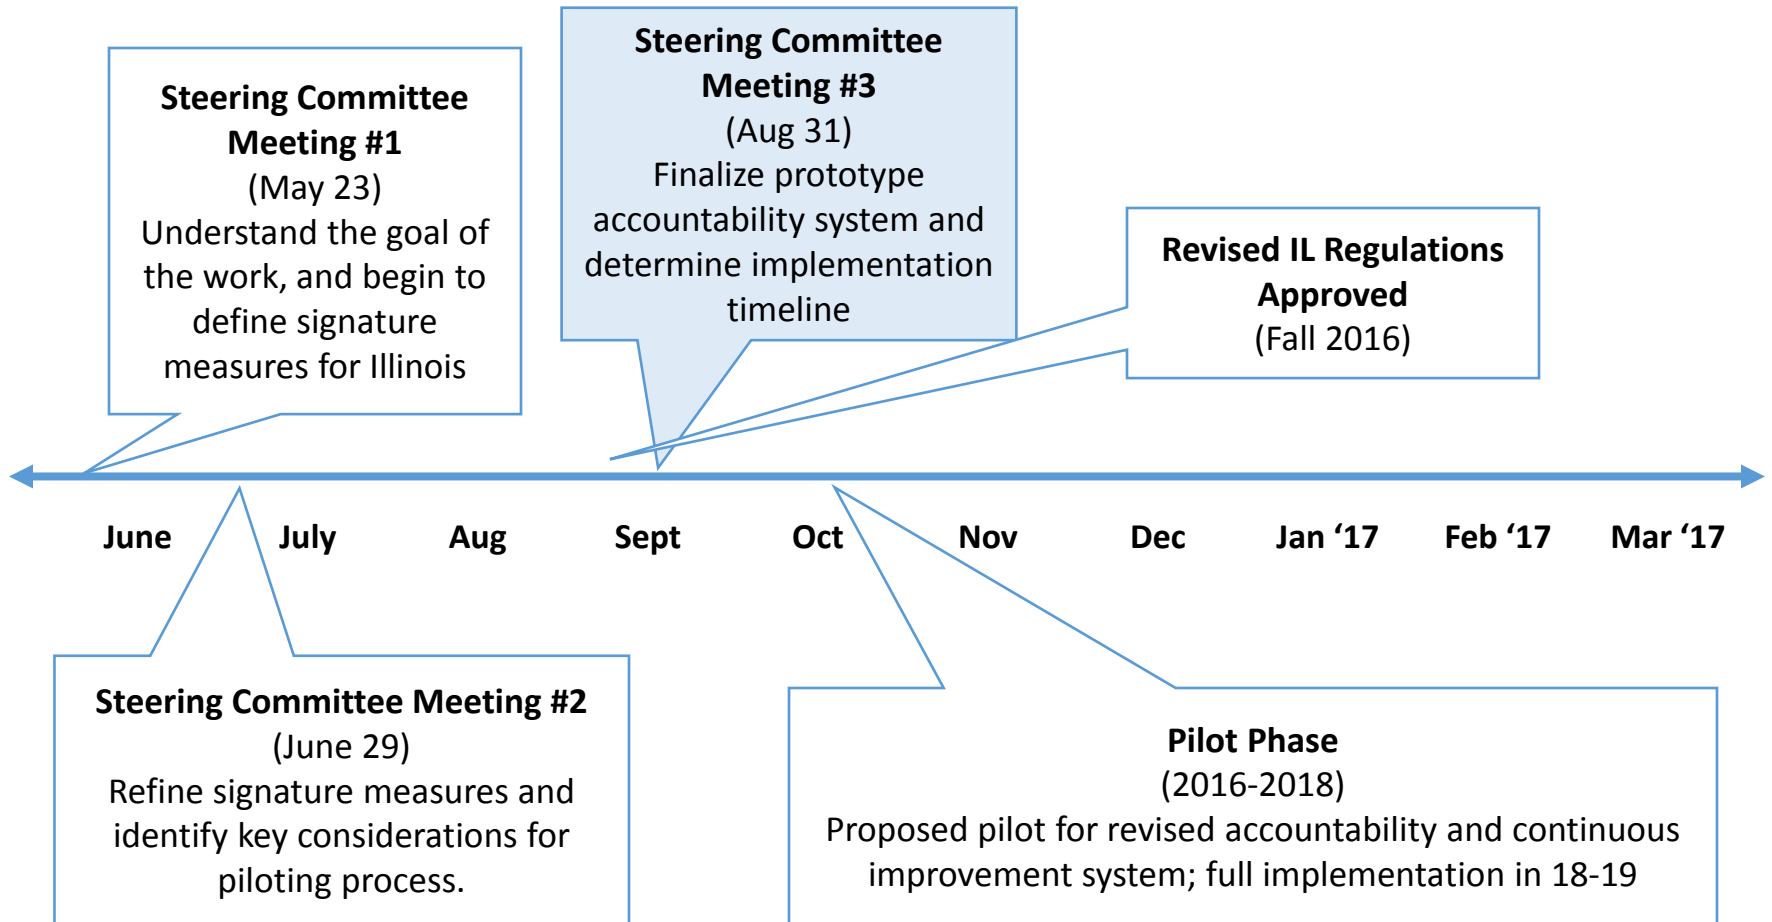 Steering Committee
Meeting #1
(May 23)
Understand the goal of
the work, and begin to
define signature
measures for Illinois
Steering Committee
Meeting #3
(Aug 31)
Finalize prototype
accountability system and
determine implementation
timeline
Revised IL Regulations
Approved
(Fall 2016)
June July Aug Sept Oct Nov Dec Jan ‘17 Feb ‘17 Mar ‘17
Steering Committee Meeting #2
(June 29)
Refine signature measures and
identify key considerations for
piloting process.
Pilot Phase
(2016-2018)
Proposed pilot for revised accountability and continuous
improvement system; full implementation in 18-19